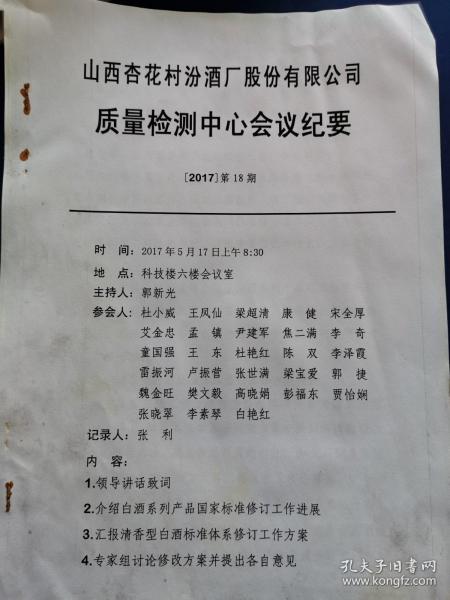 山西杏花村汾酒厂股份有限公司
质量检测中心会议纪要
[2017]第18期
时 间：2017年5月17日上午8:30
地 点：科技楼六楼会议室
主持人：郭新光
参会人：杜小威 王凤仙 梁超清 康 健 宋全厚
艾金忠 孟 镇 尹建军 焦二满 李 奇
童国强 王 东 杜艳红 陈 双 李泽霞
雷振河 卢振营 张世满 梁宝爱 郭 捷
魏金旺 樊文毅 高晓娟 彭福东 贾怡娴
张晓翠 李素琴 白艳红
记录人：张 利
内 容：
1.领导讲话致词
2.介绍白酒系列产品国家标准修订工作进展
3.汇报清香型白酒标准体系修订工作方案
4.专家组讨论修改方案并提出各自意见
孔夫子旧书网
www.kongfz.com